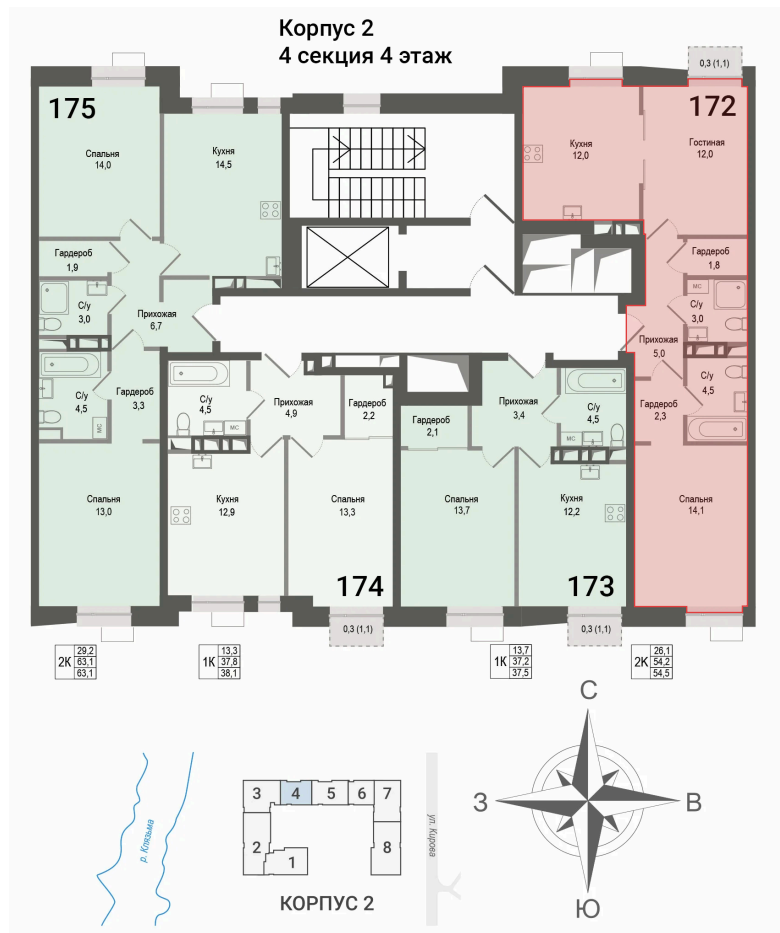 Корпус 2
4 секция 4 этаж
0,3 (1,1)
175
172
Спальня
14,0
Кухня
14,5
Кухня
12,0
Гостиная
12,0
Гардероб
1,9
Гардероб
1,8
С/у
3,0
Прихожая
6,7
МС
С/у
3,0
Прихожая
5,0
С/у
4,5
Гардероб
3,3
МС
С/у
4,5
МС
Прихожая
4,9
Гардероб
2,2
Гардероб
2,1
Прихожая
3,4
С/у
4,5
МС
С/у
4,5
Гардероб
2,3
Спальня
13,0
Кухня
12,9
Спальня
13,3
Спальня
13,7
Кухня
12,2
Спальня
14,1
174
173
0,3 (1,1)
0,3 (1,1)
2К
29,2
63,1
63,1
1К
13,3
37,8
38,1
1К
13,7
37,2
37,5
2К
26,1
54,2
54,5
С
З
В
Ю
р. Клязьма
3
4
5
6
7
2
1
8
КОРПУС 2
ул. Кирова